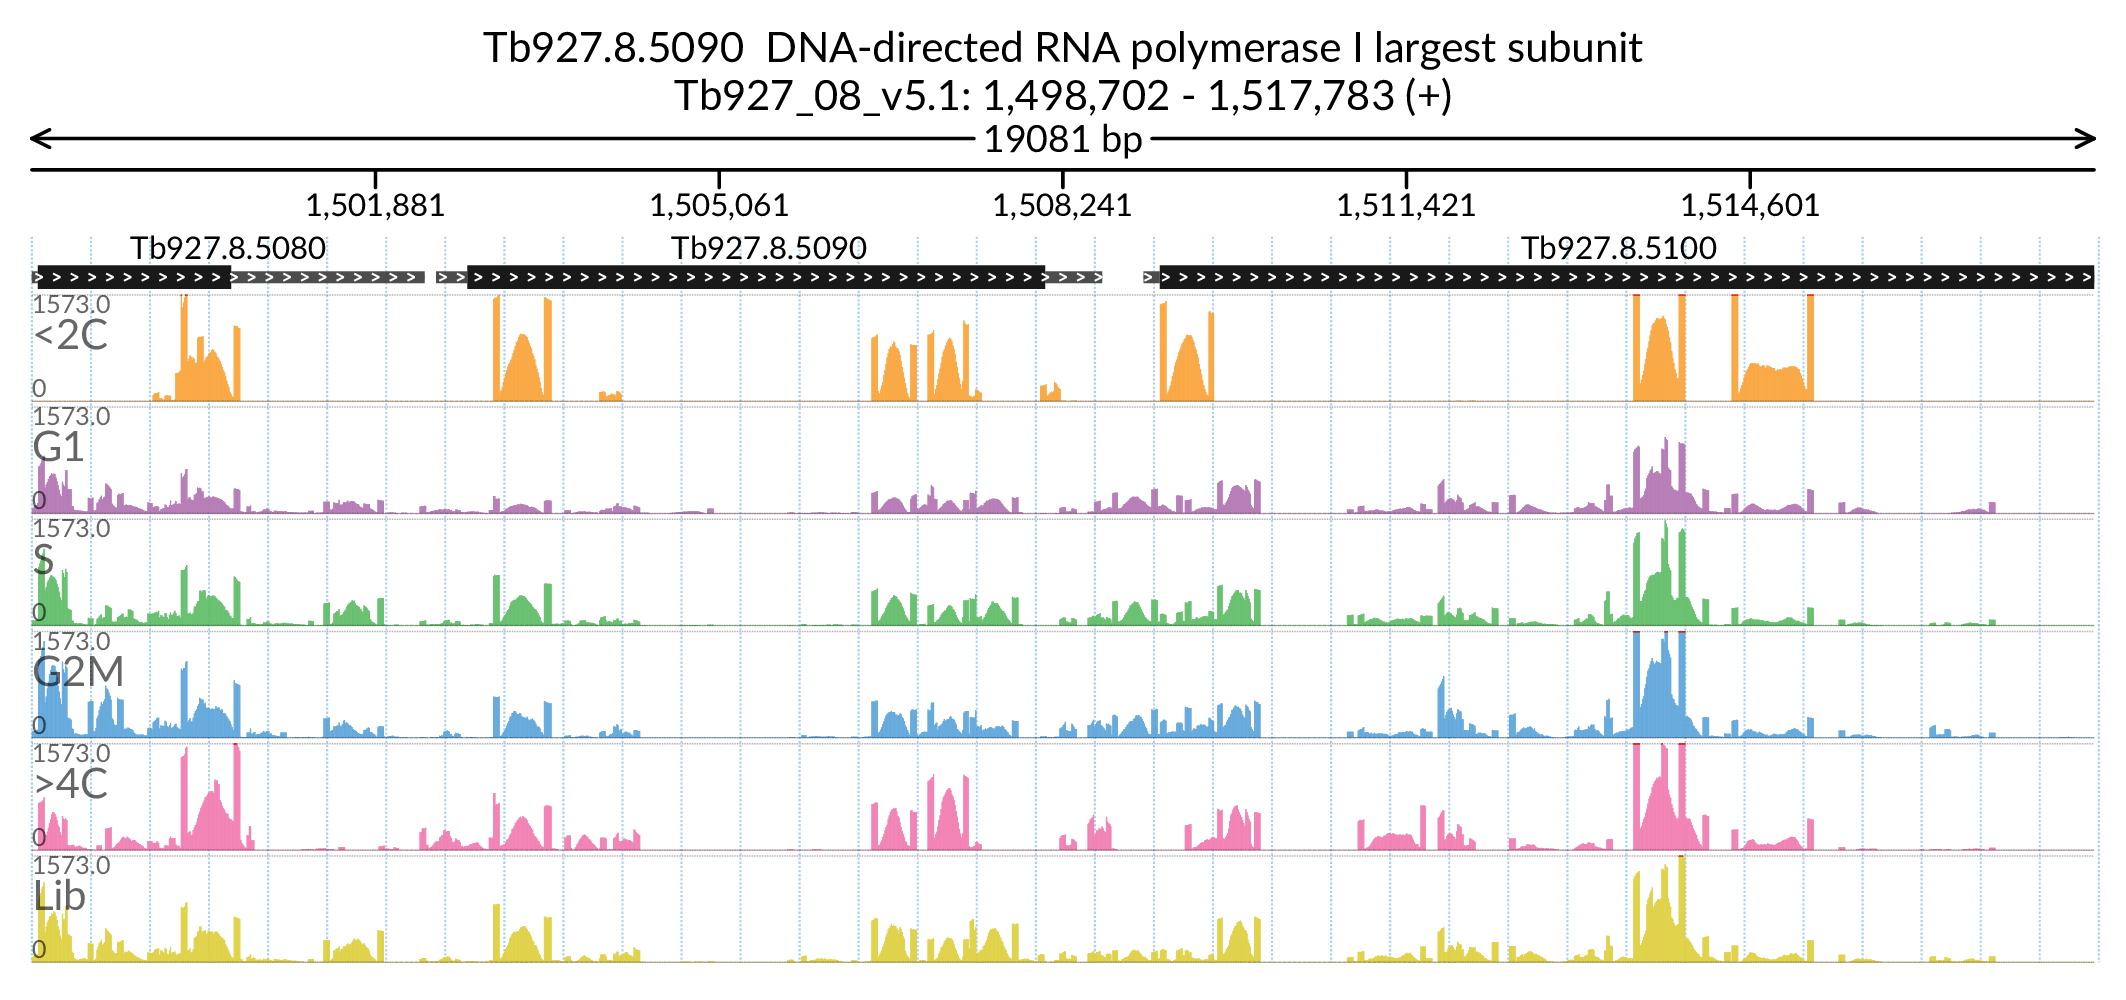 Tb927.8.5090  DNA-directed RNA polymerase I largest subunit
Tb927_08_v5.1: 1,498,702 - 1,517,783 (+)
19081 bp
1,501,881 1,505,061 1,508,241 1,511,421 1,514,601
Tb927.8.5080 Tb927.8.5090 Tb927.8.5100
1573.0
<2C
0
1573.0
G1
0
1573.0
S
0
1573.0
G2M
0
1573.0
>4C
0
1573.0
Lib
0